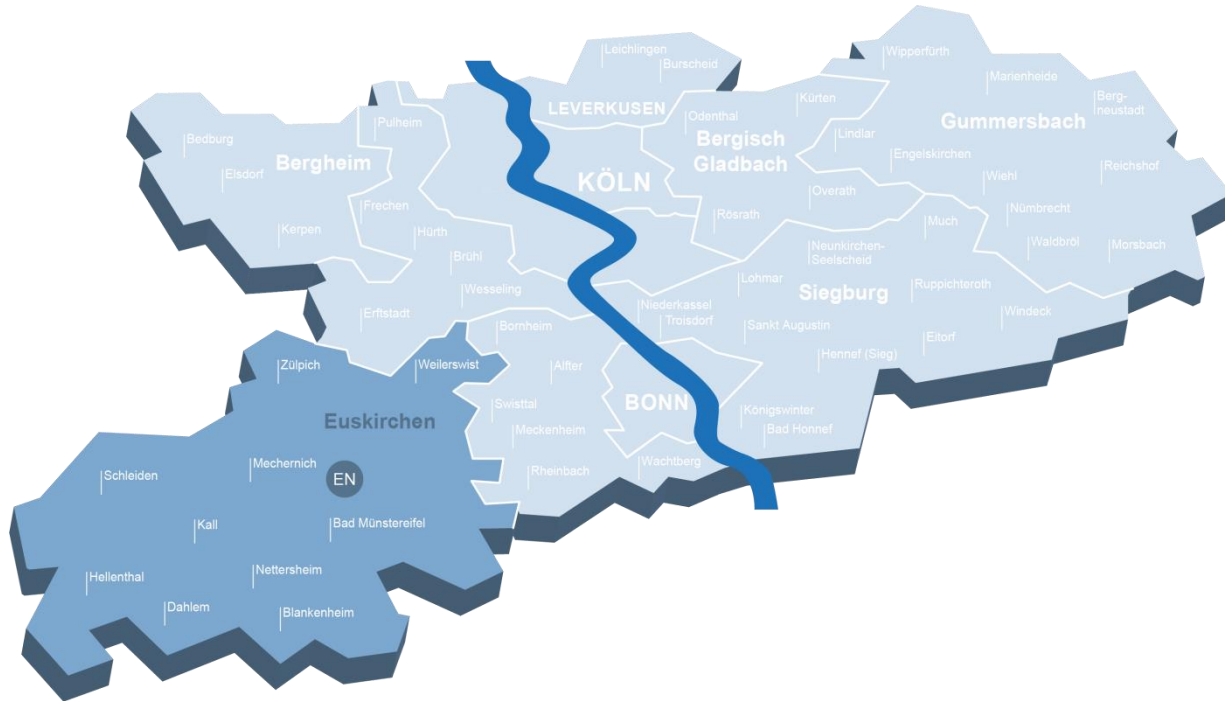 Leichlingen
Burscheid
Wipperfürth
Marienheide
Berg-
neustadt
LEVERKUSEN
Kürten
Odenthal
Pulheim
Bedburg
Bergheim
Elsdorf
Bergisch
Gladbach
Lindlar
Gummersbach
Engelskirchen
Reichshof
Wiehl
KÖLN
Overath
Frechen
Rösrath
Much
Nümbrecht
Kerpen
Hürth
Brühl
Neunkirchen-
Seelscheid
Waldbröl
Morsbach
Lohmar
Siegburg
Ruppichteroth
Wesseling
Niederkassel
Erftstadt
Troisdorf
Bornheim
Sankt Augustin
Windeck
Eitorf
Hennef (Sieg)
Zülpich
Weilerswist
Alfter
BONN
Swisttal
Königswinter
Euskirchen
Meckenheim
Bad Honnef
Mechernich
EN
Schleiden
Rheinbach
Wachtberg
Kall
Bad Münstereifel
Hellenthal
Nettersheim
Dahlem
Blankenheim